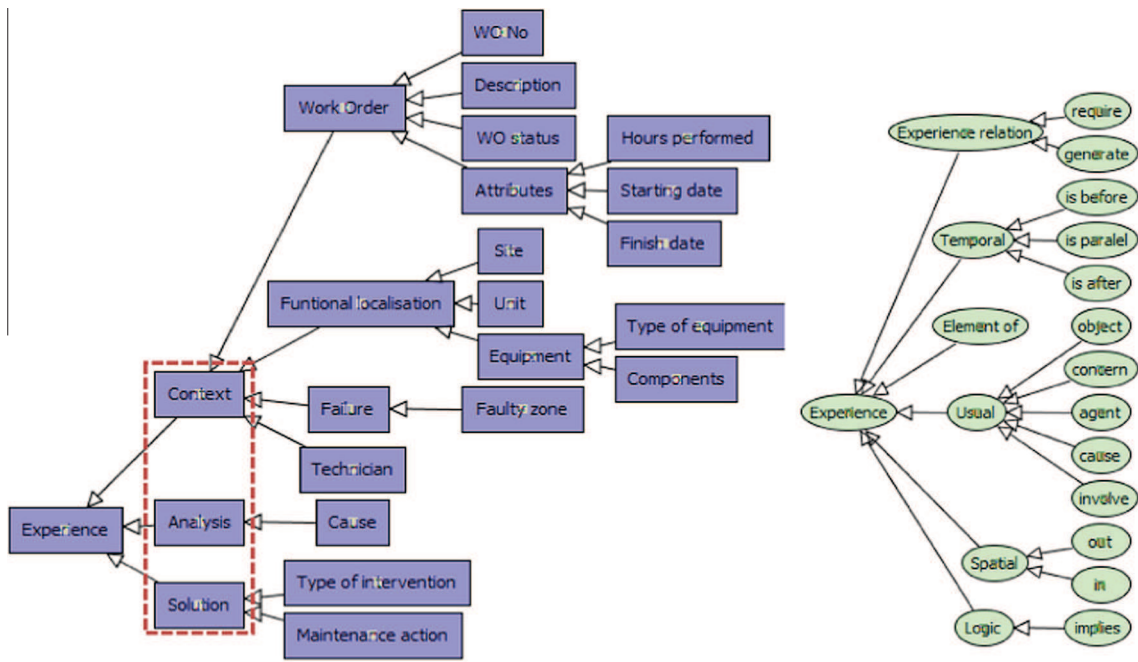 WO No
Description
Work Order
WO status
Hours performed
Attributes
Starting date
Finish date
Site
Funtional localisation
Unit
Type of equipment
Equipment
Components
Context
Failure
Faulty zone
Technician
Experience
Analysis
Cause
Type of intervention
Solution
Maintenance action
require
Experience relation
generate
is before
Temporal
is paralel
is after
Element of
object
concern
Experience
Usual
agent
cause
involve
out
Spatial
in
Logic
implies